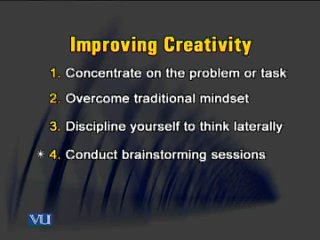 Improving Creativity
1. Concentrate on the problem or task
2. Overcome traditional mindset
3. Discipline yourself to think laterally
* 4. Conduct brainstorming sessions
VU